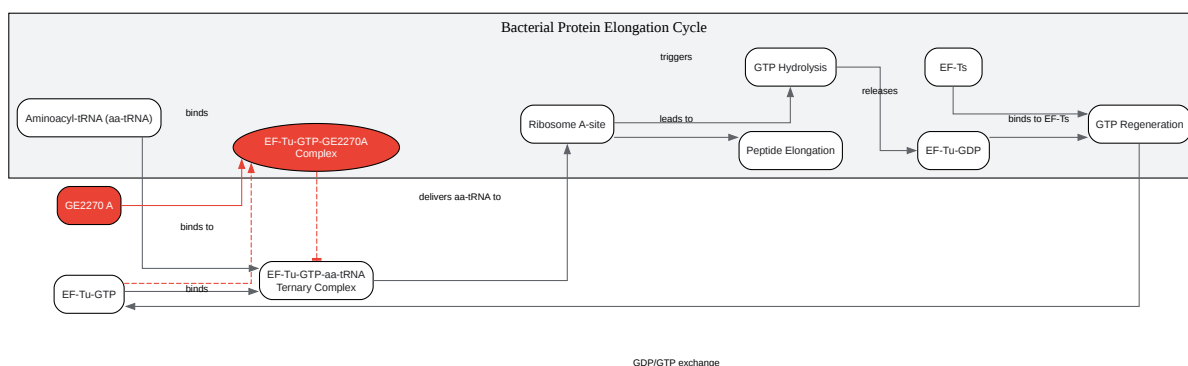 Bacterial Protein Elongation Cycle
triggers
GTP Hydrolysis
EF-Ts
releases
Aminoacyl-tRNA (aa-tRNA)
binds
Ribosome A-site
leads to
binds to EF-Ts
GTP Regeneration
EF-Tu-GTP-GE2270A
Complex
Peptide Elongation
EF-Tu-GDP
GE2270 A
delivers aa-tRNA to
binds to
EF-Tu-GTP-aa-tRNA
Ternary Complex
EF-Tu-GTP
binds
GDP/GTP exchange